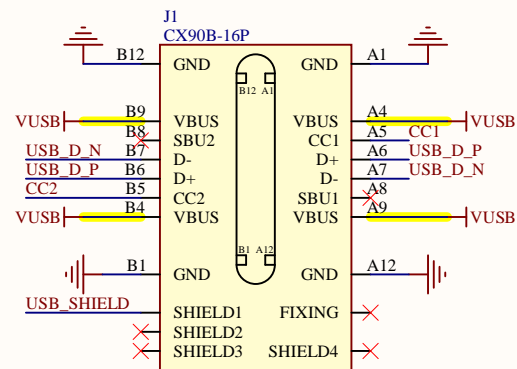 J1
CX90B-16P
B12 GND GND A1
B12 A1
VUSB B9 VBUS VBUS A4 VUSB
B8 SBU2 CC1 A5 CC1
USB_D_N B7 D- D+ A6 USB_D_P
USB_D_P B6 D+ D- A7 USB_D_N
CC2 B5 CC2 SBU1 A8
VUSB B4 VBUS VBUS A9 VUSB
B1 A12
B1 GND GND A12
USB_SHIELD SHIELD1 FIXING
SHIELD2
SHIELD3 SHIELD4